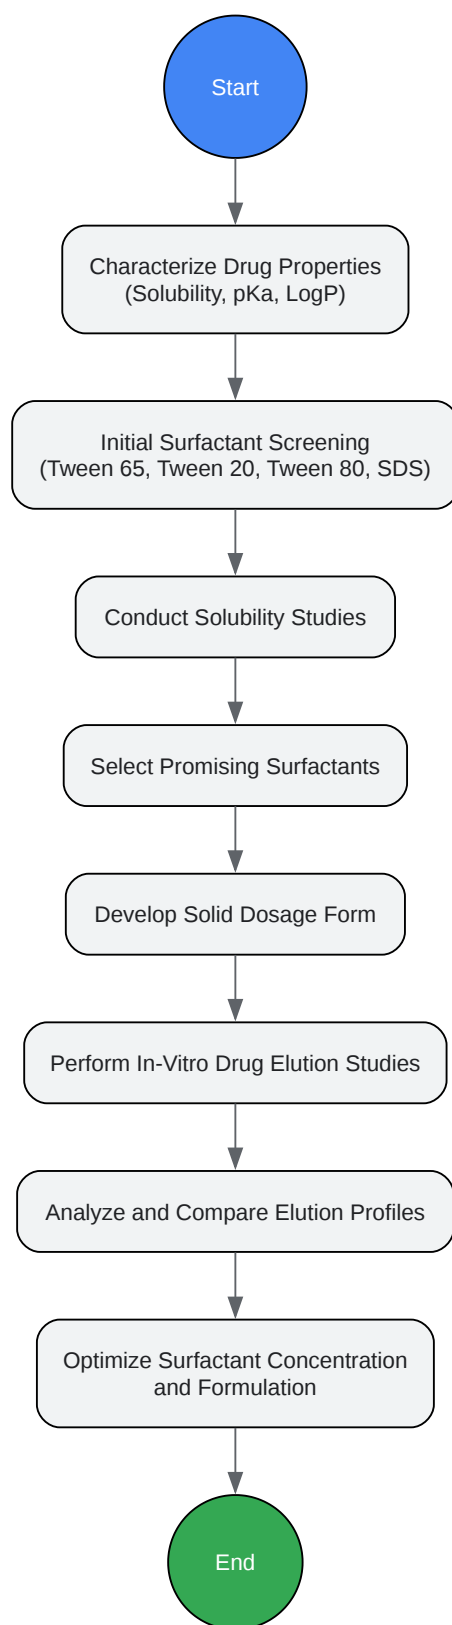 Start
Characterize Drug Properties
(Solubility, pKa, LogP)
Initial Surfactant Screening
(Tween 65, Tween 20, Tween 80, SDS)
Conduct Solubility Studies
Select Promising Surfactants
Develop Solid Dosage Form
Perform In-Vitro Drug Elution Studies
Analyze and Compare Elution Profiles
Optimize Surfactant Concentration
and Formulation
End